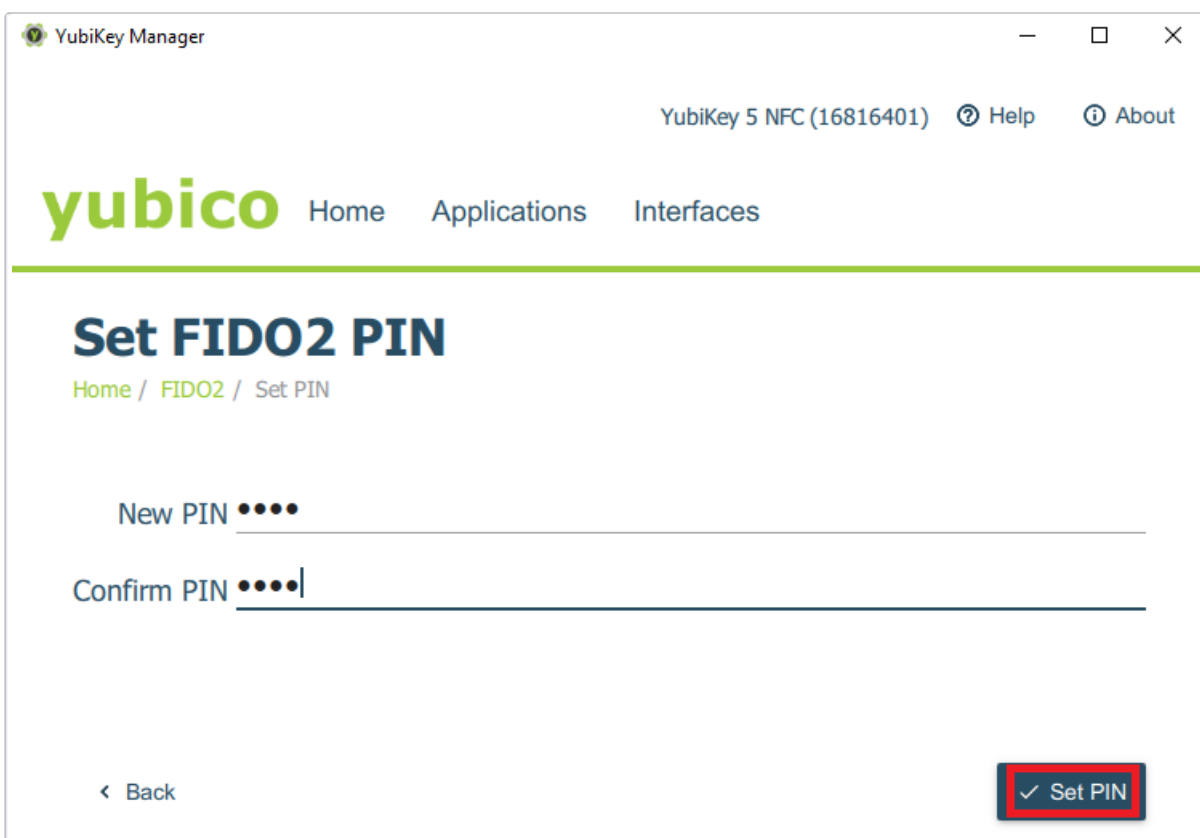 YubiKey Manager
YubiKey 5 NFC (16816401) Help About
yubico Home Applications Interfaces
Set FIDO2 PIN
Home / FIDO2 / Set PIN
New PIN ••••
Confirm PIN ••••
Back Set PIN